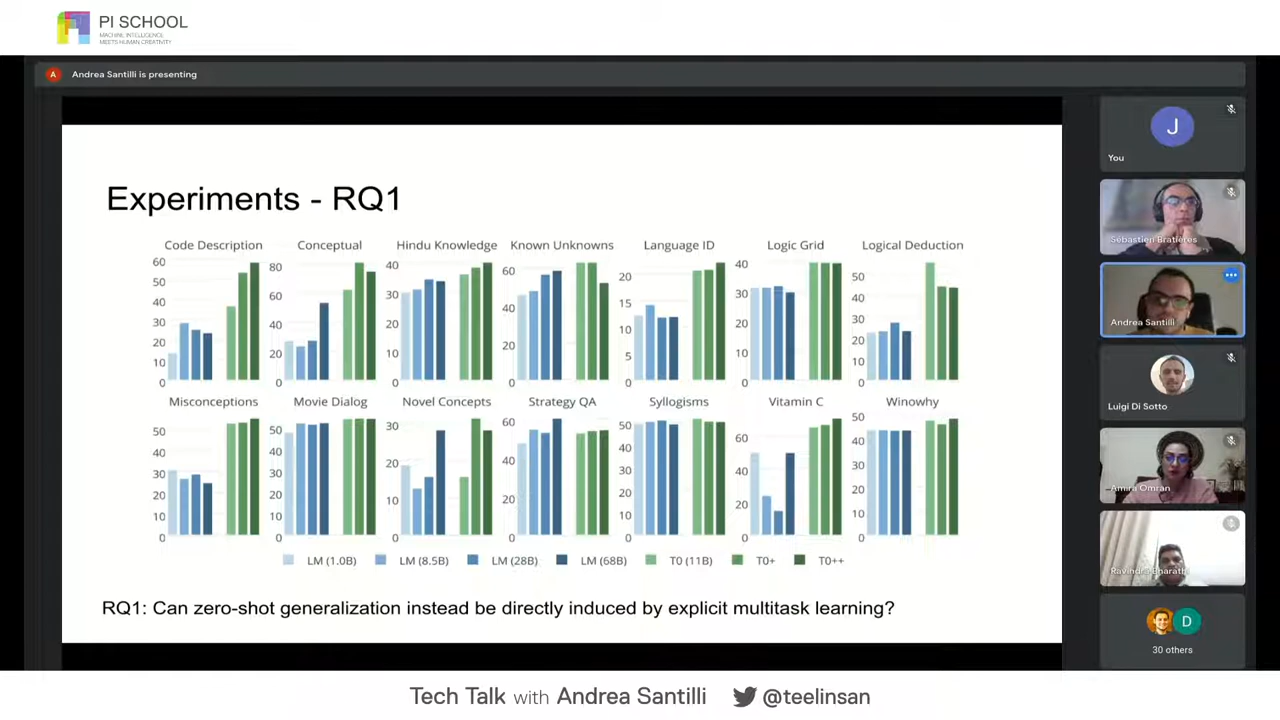 PI SCHOOL
MACHINE INTELLIGENCE
MEETS HUMAN CREATIVITY
A Andrea Santilli is presenting
Experiments - RQ1
Code Description Conceptual Hindu Knowledge Known Unknowns Language ID Logic Grid Logical Deduction
60 50 40 30 20 10 0
80 60 40 20 0
40 30 20 10 0
60 40 20 0
20 15 10 5 0
40 30 20 10 0
50 40 30 20 10 0
Misconceptions Movie Dialog Novel Concepts Strategy QA Syllogisms Vitamin C Winowhy
50 40 30 20 10 0
50 40 30 20 10 0
30 20 10 0
60 40 20 0
50 40 30 20 10 0
60 40 20 0
50 40 30 20 10 0
LM (1.0B) LM (8.5B) LM (28B) LM (68B) T0 (11B) T0+ T0++
RQ1: Can zero-shot generalization instead be directly induced by explicit multitask learning?
J
You
Sébastien Bratières
Andrea Santilli
Luigi Di Sotto
Amira Omran
Ravindra Bharathi
D
30 others
Tech Talk with Andrea Santilli @teelinsan